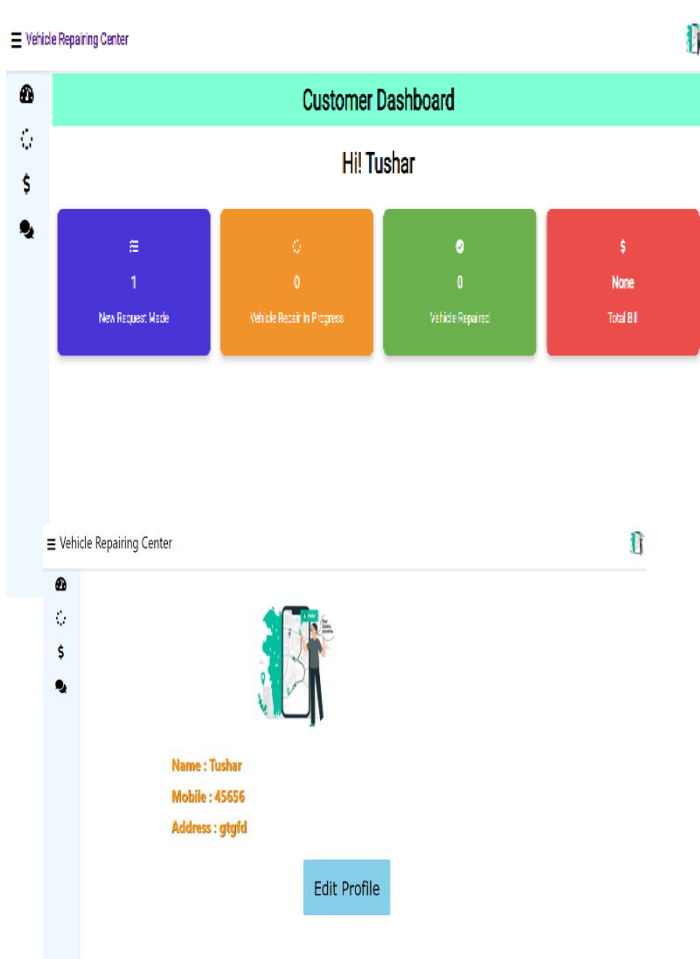 Vehicle Repairing Center
Customer Dashboard
Hi! Tushar
$
1
0
0
None
New Request Made
Vehicle Repair In Progress
Vehicle Repaired
Total Bill
Vehicle Repairing Center
$
Name : Tushar
Mobile : 45656
Address : gtgfd
Edit Profile